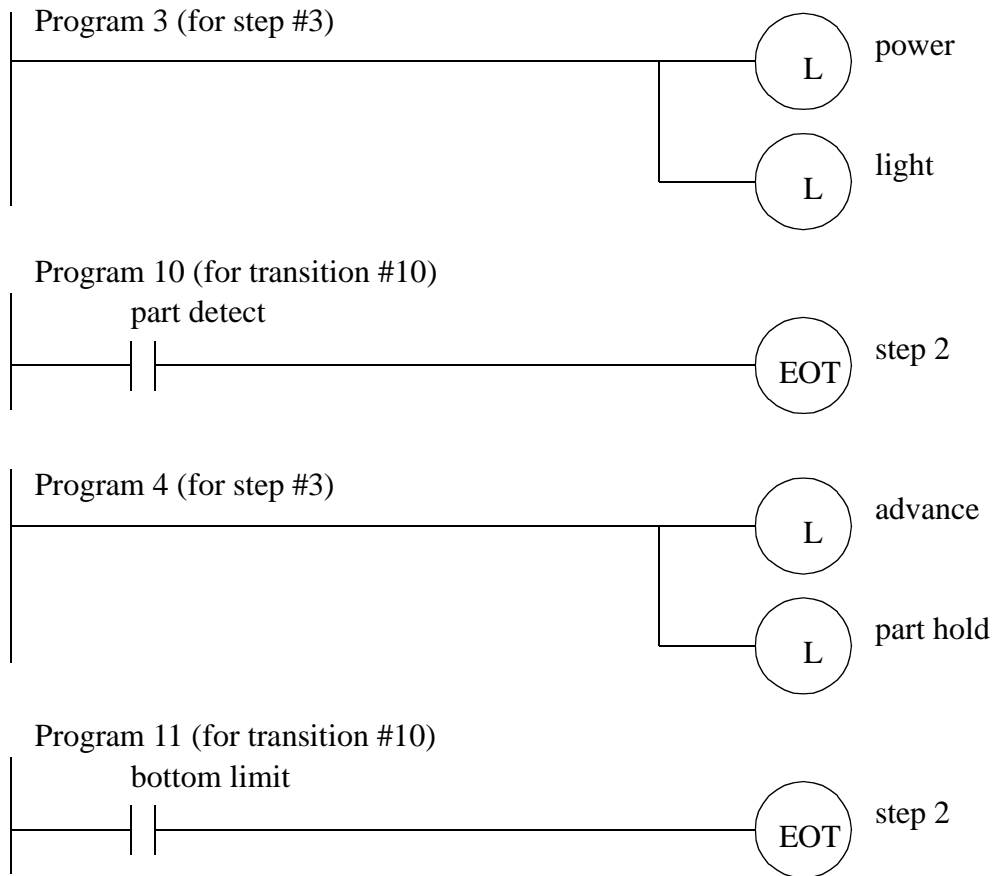 Program 3 (for step #3)
L
power
L
light
Program 10 (for transition #10)
part detect
EOT
step 2
Program 4 (for step #3)
L
advance
L
part hold
Program 11 (for transition #10)
bottom limit
EOT
step 2